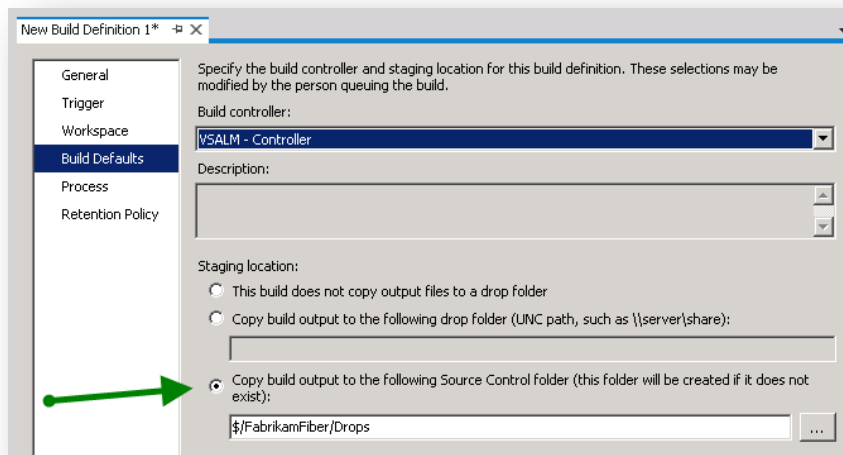 New Build Definition 1*
General
Trigger
Workspace
Build Defaults
Process
Retention Policy
Specify the build controller and staging location for this build definition. These selections may be
modified by the person queuing the build.
Build controller:
VSALM - Controller
Description:
Staging location:
This build does not copy output files to a drop folder
Copy build output to the following drop folder (UNC path, such as \\server\share):
Copy build output to the following Source Control folder (this folder will be created if it does not
exist):
$/FabrikamFiber/Drops
...